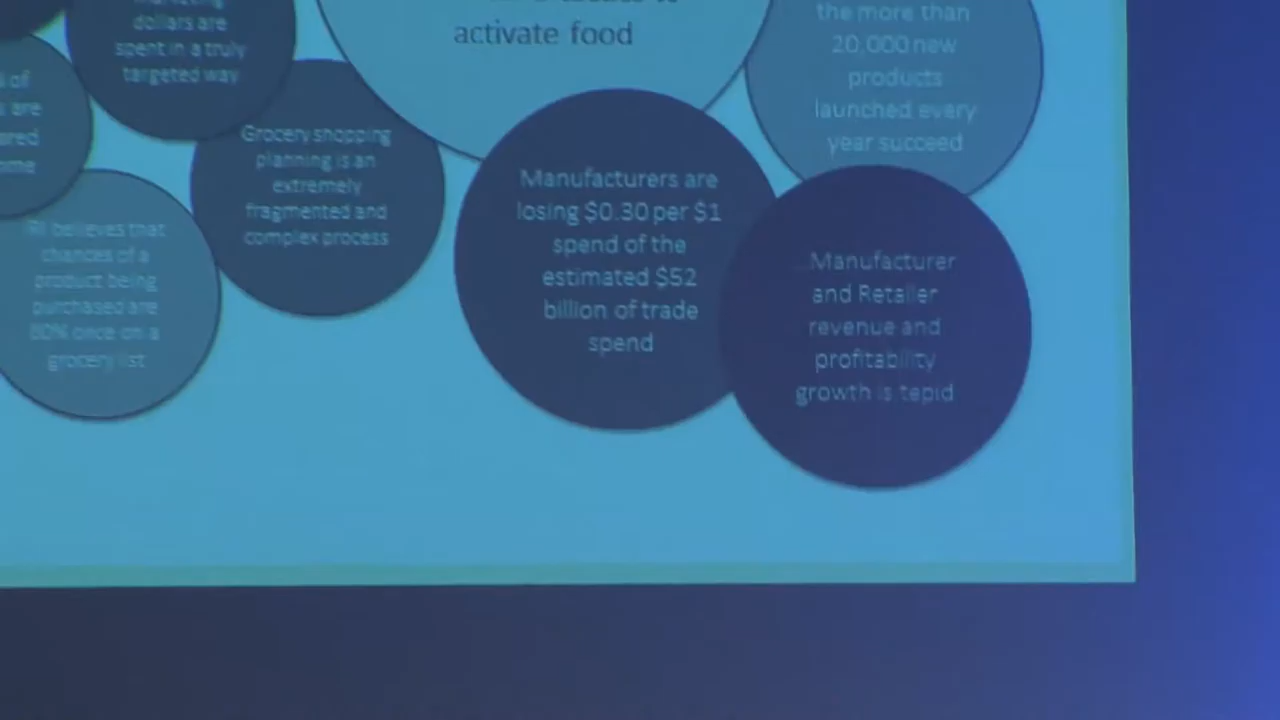 dollars are
spent in a truly
targeted way
of
are
Grocery shopping
planning is an
extremely
fragmented and
complex process
believes that
chances of a
product being
purchased are
once on a
grocery list
activate food
Manufacturers are
losing $0.30 per $1
spend of the
estimated $52
billion of trade
spend
the more than
20,000 new
products
launched every
year succeed
Manufacturer
and Retailer
revenue and
profitability
growth is tepid